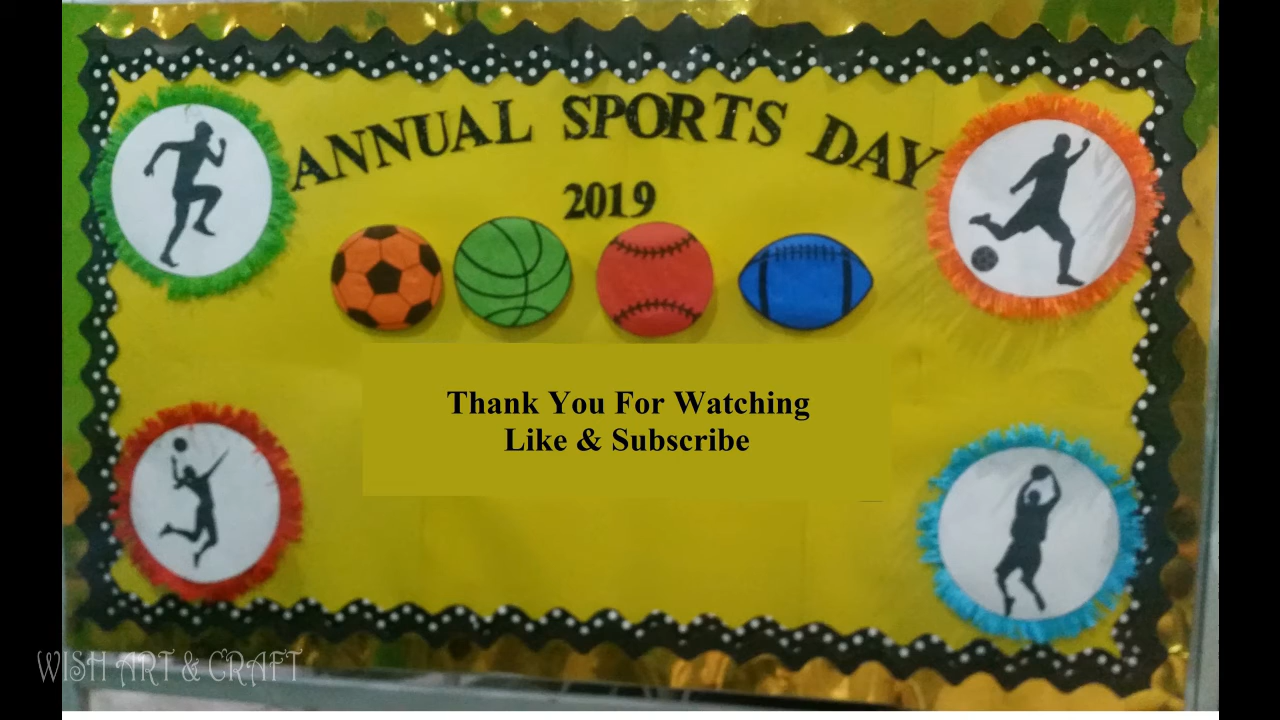 ANNUAL SPORTS DAY
2019
Thank You For Watching
Like & Subscribe
WISH ART & CRAFT